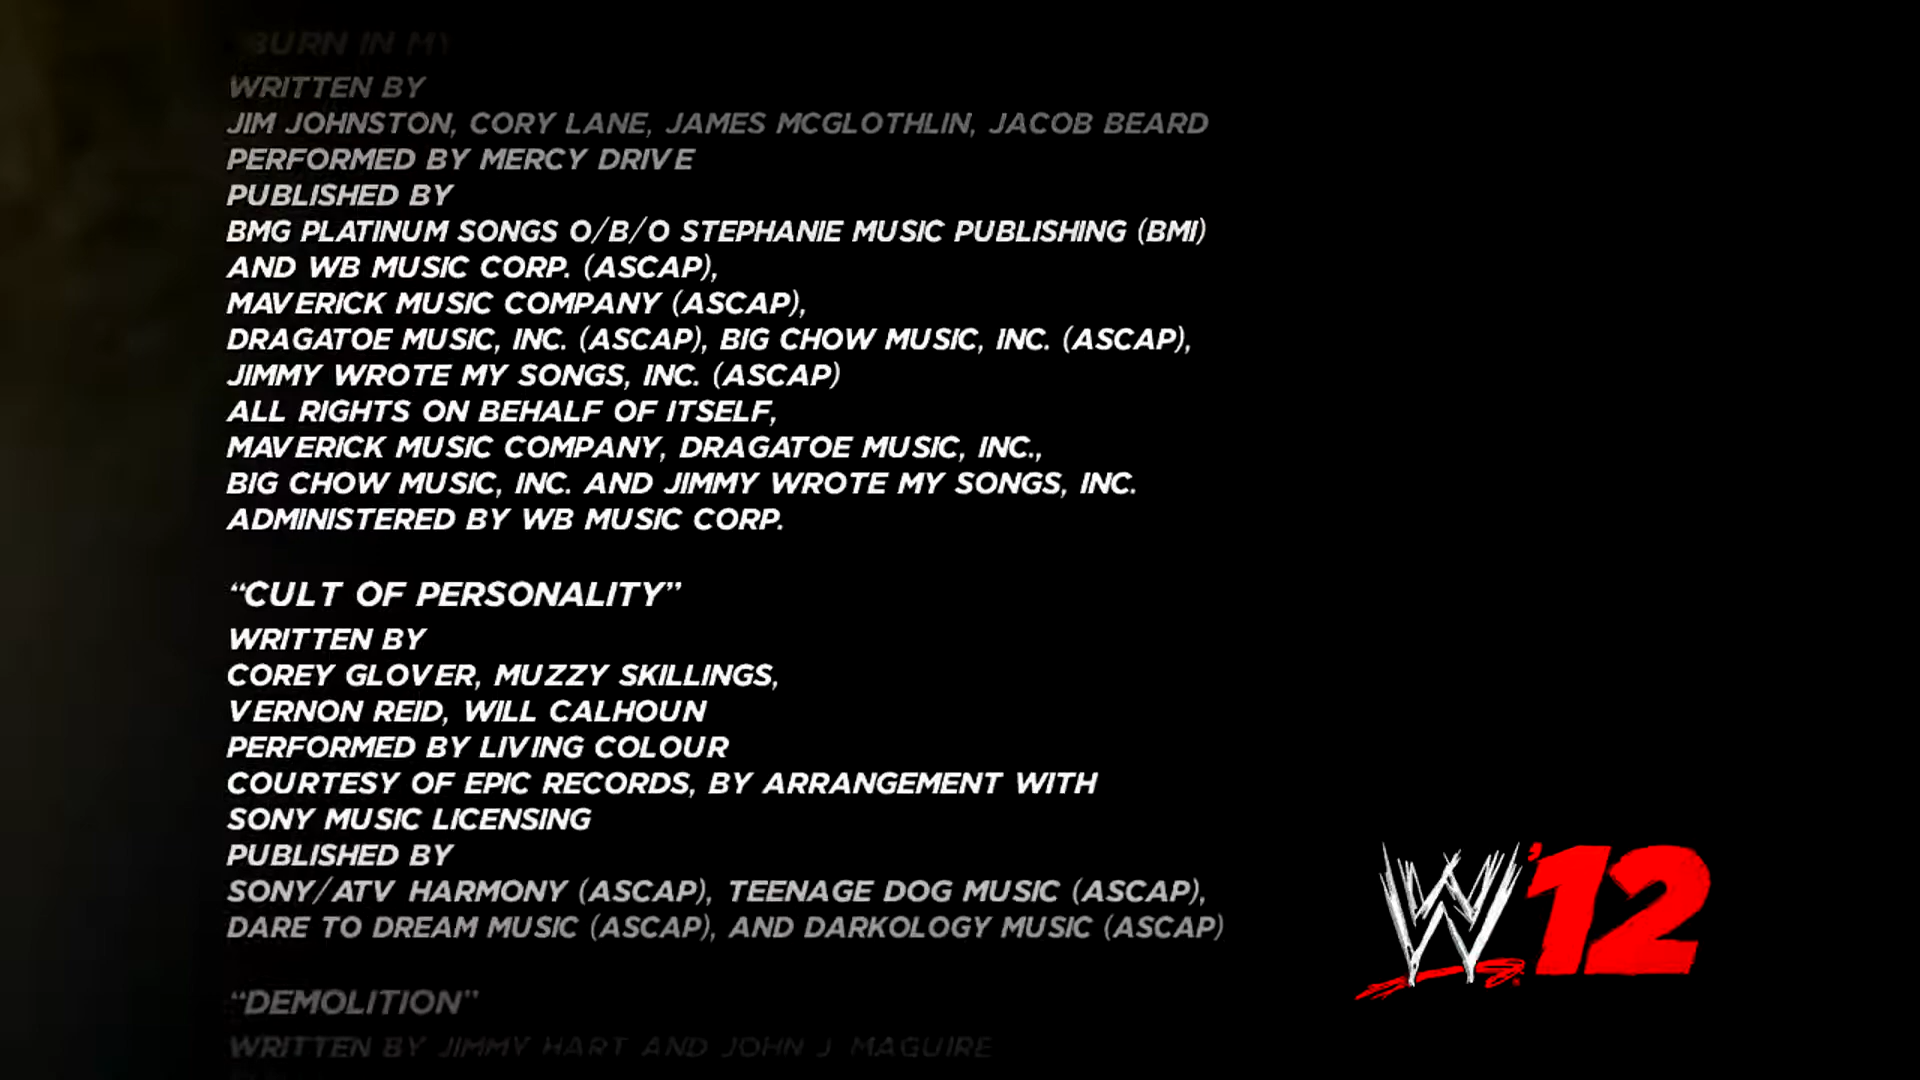 "BURN IN MY
WRITTEN BY
JIM JOHNSTON, CORY LANE, JAMES MCGLOTHLIN, JACOB BEARD
PERFORMED BY MERCY DRIVE
PUBLISHED BY
BMG PLATINUM SONGS O/B/O STEPHANIE MUSIC PUBLISHING (BMI)
AND WB MUSIC CORP. (ASCAP),
MAVERICK MUSIC COMPANY (ASCAP),
DRAGATOE MUSIC, INC. (ASCAP), BIG CHOW MUSIC, INC. (ASCAP),
JIMMY WROTE MY SONGS, INC. (ASCAP)
ALL RIGHTS ON BEHALF OF ITSELF,
MAVERICK MUSIC COMPANY, DRAGATOE MUSIC, INC.,
BIG CHOW MUSIC, INC. AND JIMMY WROTE MY SONGS, INC.
ADMINISTERED BY WB MUSIC CORP.
“CULT OF PERSONALITY”
WRITTEN BY
COREY GLOVER, MUZZY SKILLINGS,
VERNON REID, WILL CALHOUN
PERFORMED BY LIVING COLOUR
COURTESY OF EPIC RECORDS, BY ARRANGEMENT WITH
SONY MUSIC LICENSING
PUBLISHED BY
SONY/ATV HARMONY (ASCAP), TEENAGE DOG MUSIC (ASCAP),
DARE TO DREAM MUSIC (ASCAP), AND DARKOLOGY MUSIC (ASCAP)
“DEMOLITION”
WRITTEN BY JIMMY HART AND JOHN J. MAGUIRE
W'12